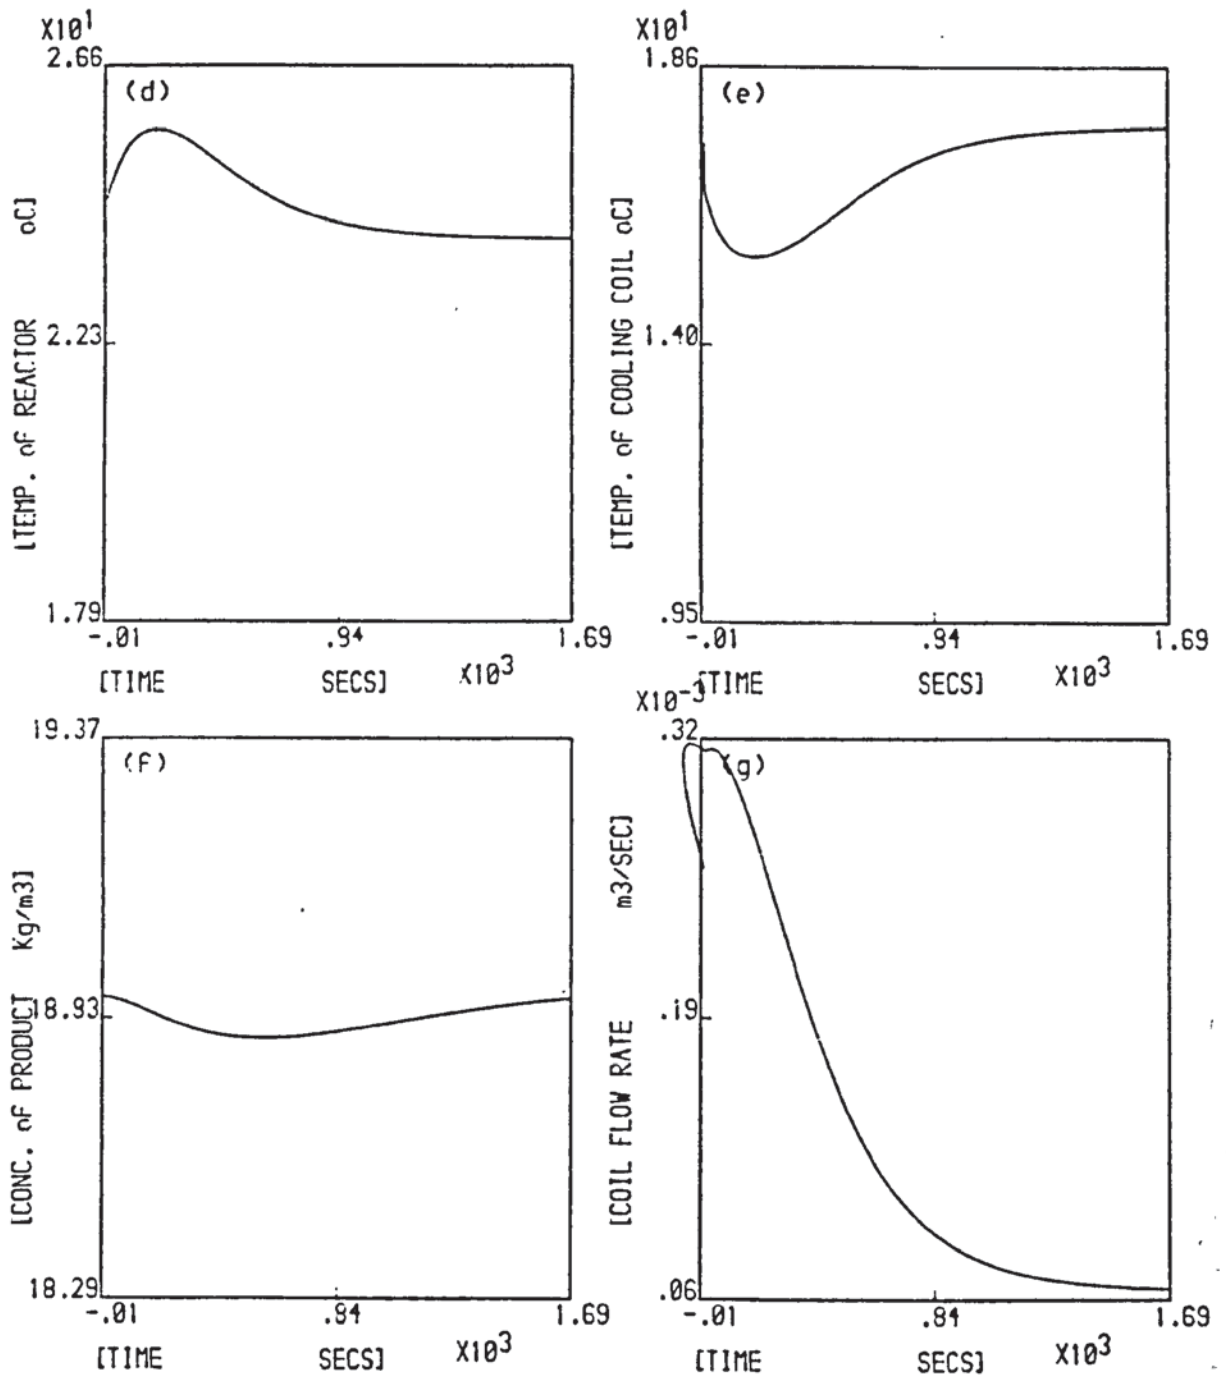 X10¹
2.66
(d)
[TEMP. oF REACTOR oC]
2.23
1.79
-.01 .94 1.69
[TIME SECS] X10³
X10¹
1.86
(e)
[TEMP. oF COOLING COIL oC]
1.40
.95
-.01 .84 1.69
[TIME SECS] X10³
19.37
(f)
[CONC. oF PRODUCT Kg/m3]
18.93
18.29
-.01 .84 1.69
[TIME SECS] X10³
X10⁻³
.32
(g)
[COIL FLOW RATE m3/SEC]
.19
.06
-.01 .84 1.69
[TIME SECS] X10³